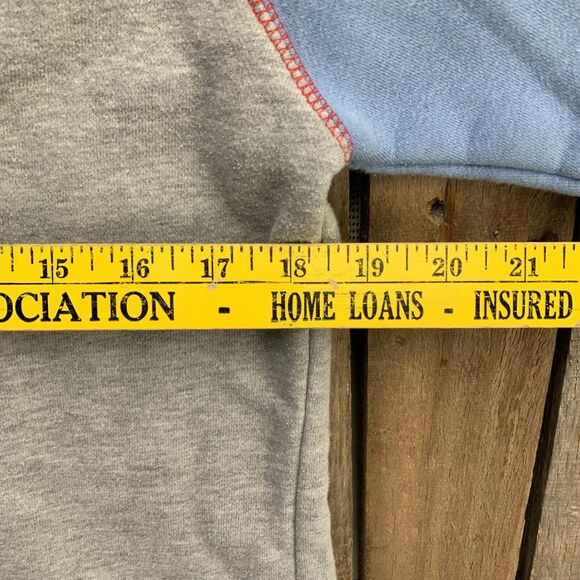 15 16 17 18 19 20 21
OCIATION - HOME LOANS - INSURED